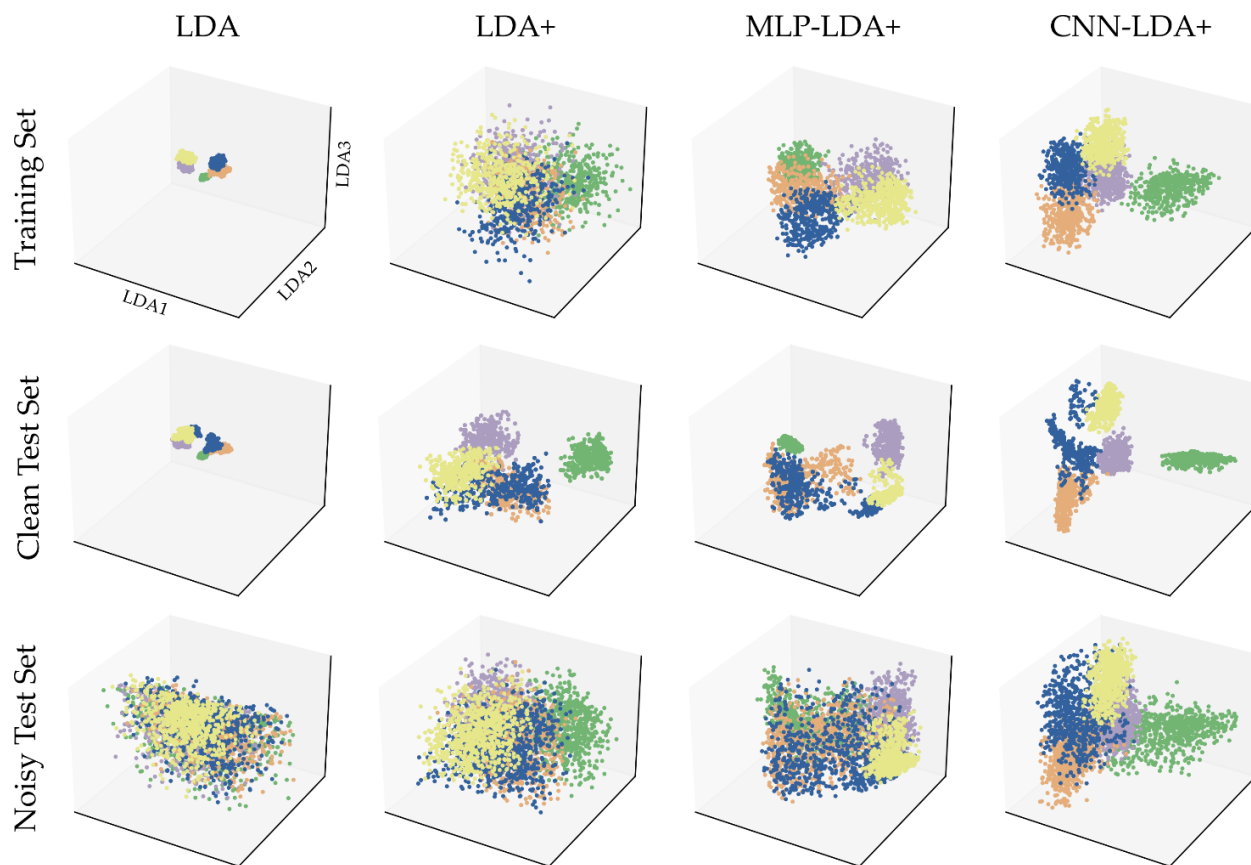 LDA
LDA+
MLP-LDA+
CNN-LDA+
Training Set
LDA3
LDA2
LDA1
Clean Test Set
Noisy Test Set